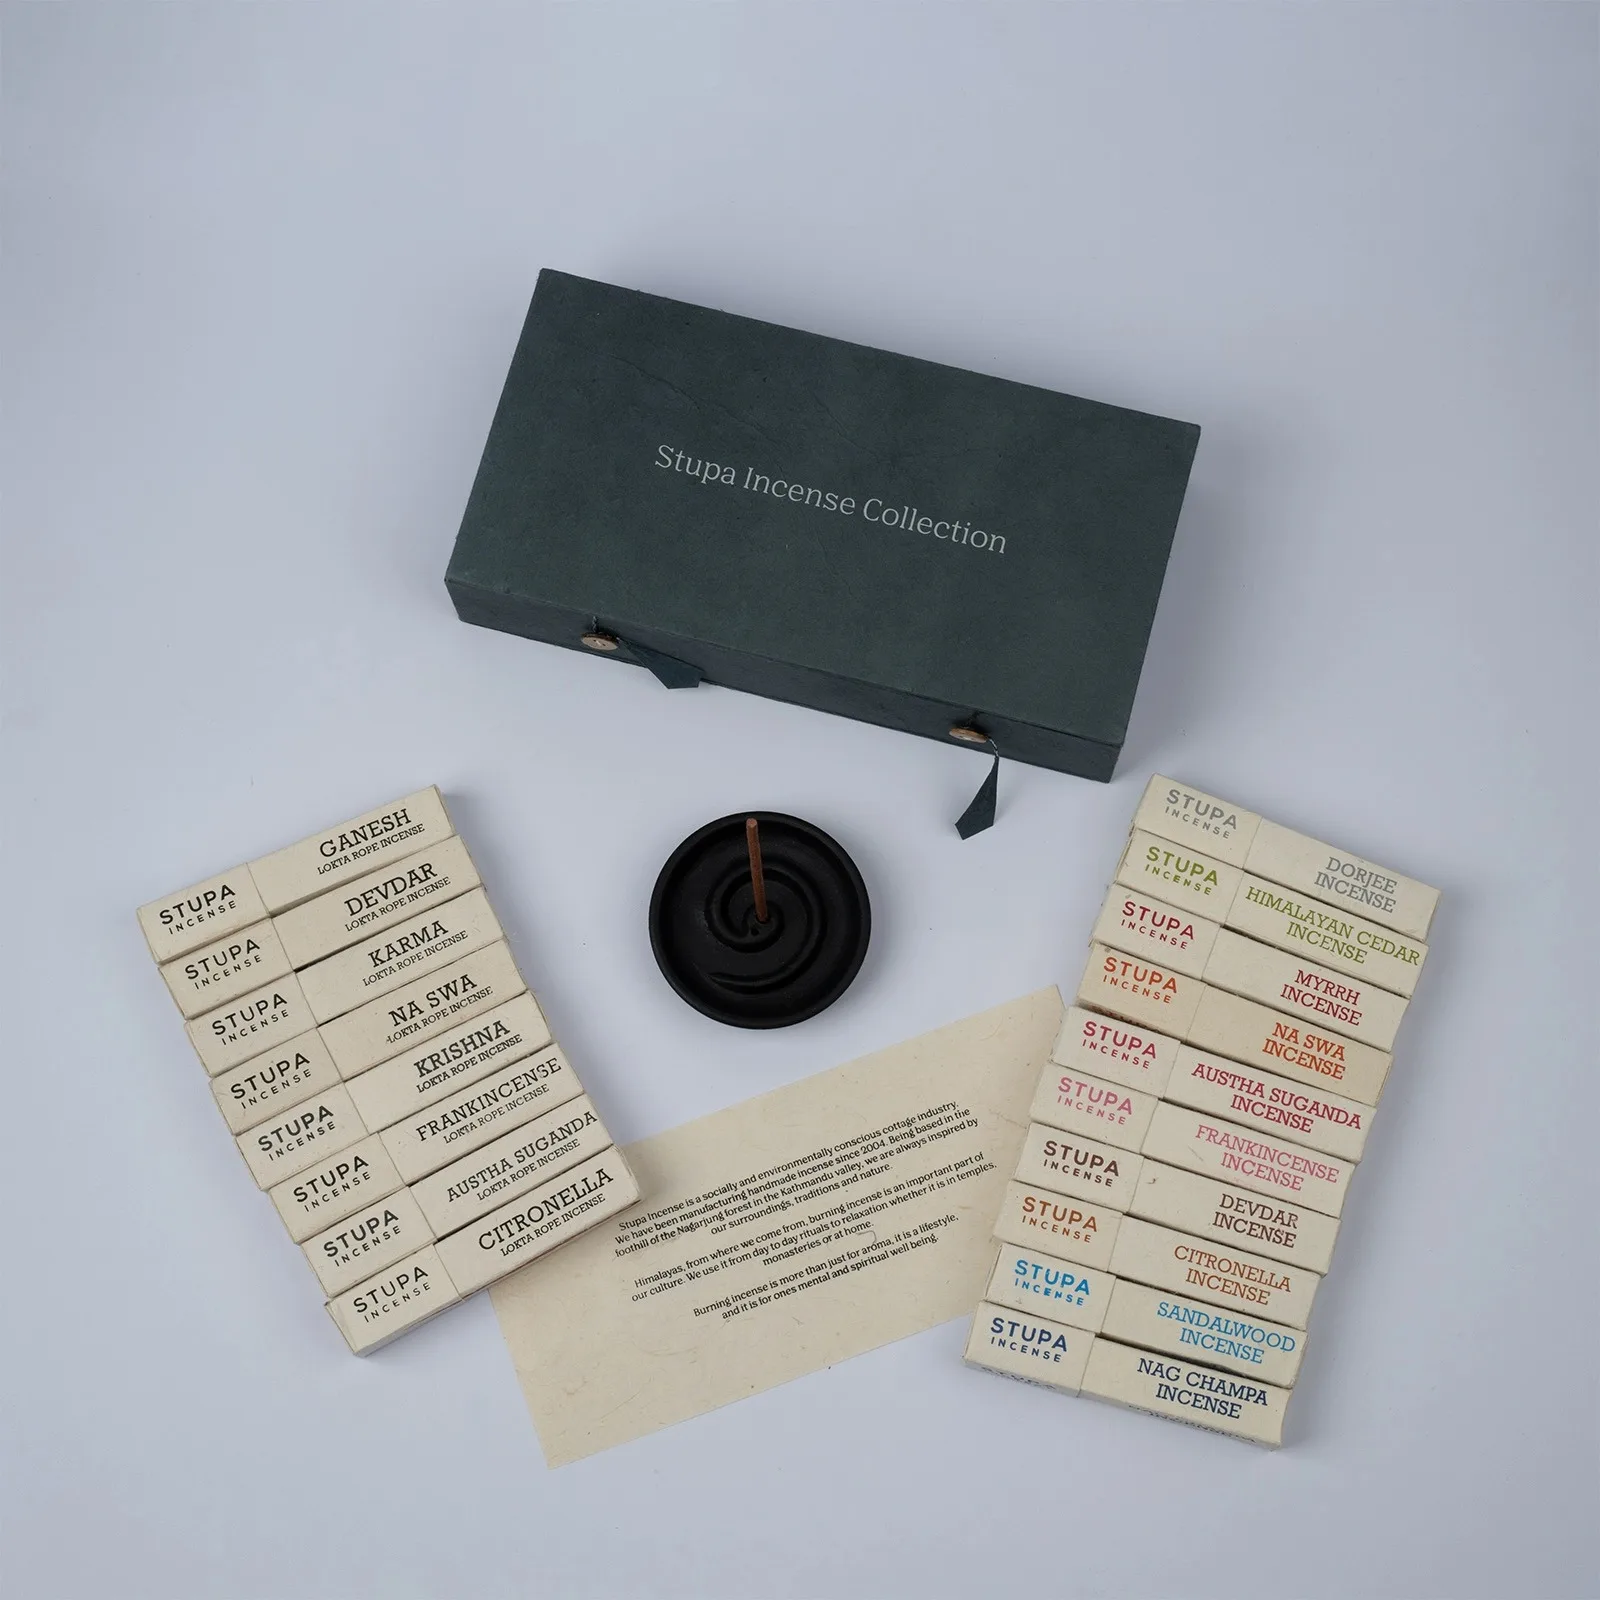 Stupa Incense Collection
STUPA
INCENSE
GANESH
LOKTA ROPE INCENSE
STUPA
INCENSE
DEVDAR
LOKTA ROPE INCENSE
STUPA
INCENSE
KARMA
LOKTA ROPE INCENSE
STUPA
INCENSE
NA SWA
LOKTA ROPE INCENSE
STUPA
INCENSE
KRISHNA
LOKTA ROPE INCENSE
STUPA
INCENSE
FRANKINCENSE
LOKTA ROPE INCENSE
STUPA
INCENSE
AUSTHA SUGANDA
LOKTA ROPE INCENSE
STUPA
INCENSE
CITRONELLA
LOKTA ROPE INCENSE
Stupa Incense is a socially and environmentally conscious cottage industry.
We have been manufacturing handmade incense since 2004. Being based in the
foothill of the Nagarjung forest in the Kathmandu valley, we are always inspired by
our surroundings, traditions and nature.
Himalayas, from where we come from, burning incense is an important part of
our culture. We use it from day to day rituals to relaxation whether it is in temples,
monasteries or at home.
Burning incense is more than just for aroma, it is a lifestyle,
and it is for ones mental and spiritual well being.
STUPA
INCENSE
DORJEE
INCENSE
STUPA
INCENSE
HIMALAYAN CEDAR
INCENSE
STUPA
INCENSE
MYRRH
INCENSE
STUPA
INCENSE
NA SWA
INCENSE
STUPA
INCENSE
AUSTHA SUGANDA
INCENSE
STUPA
INCENSE
FRANKINCENSE
INCENSE
STUPA
INCENSE
DEVDAR
INCENSE
STUPA
INCENSE
CITRONELLA
INCENSE
STUPA
INCENSE
SANDALWOOD
INCENSE
STUPA
INCENSE
NAG CHAMPA
INCENSE